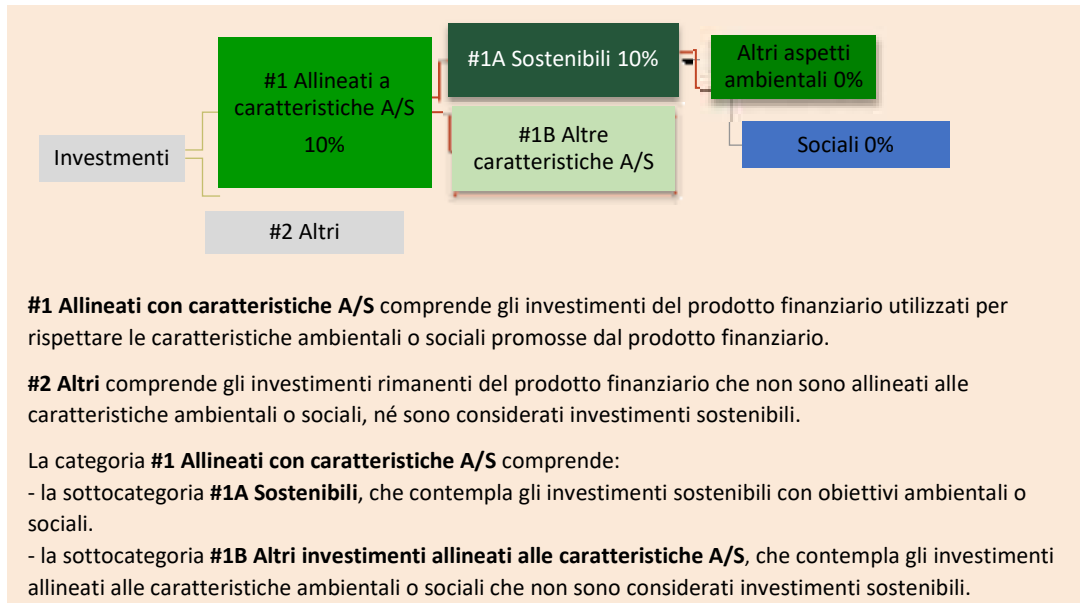 Investmenti
#1 Allineati a
caratteristiche A/S
10%
#2 Altri
#1A Sostenibili 10%
#1B Altre
caratteristiche A/S
Altri aspetti
ambientali 0%
Sociali 0%
#1 Allineati con caratteristiche A/S comprende gli investimenti del prodotto finanziario utilizzati per
rispettare le caratteristiche ambientali o sociali promosse dal prodotto finanziario.
#2 Altri comprende gli investimenti rimanenti del prodotto finanziario che non sono allineati alle
caratteristiche ambientali o sociali, né sono considerati investimenti sostenibili.
La categoria #1 Allineati con caratteristiche A/S comprende:
- la sottocategoria #1A Sostenibili, che contempla gli investimenti sostenibili con obiettivi ambientali o
sociali.
- la sottocategoria #1B Altri investimenti allineati alle caratteristiche A/S, che contempla gli investimenti
allineati alle caratteristiche ambientali o sociali che non sono considerati investimenti sostenibili.